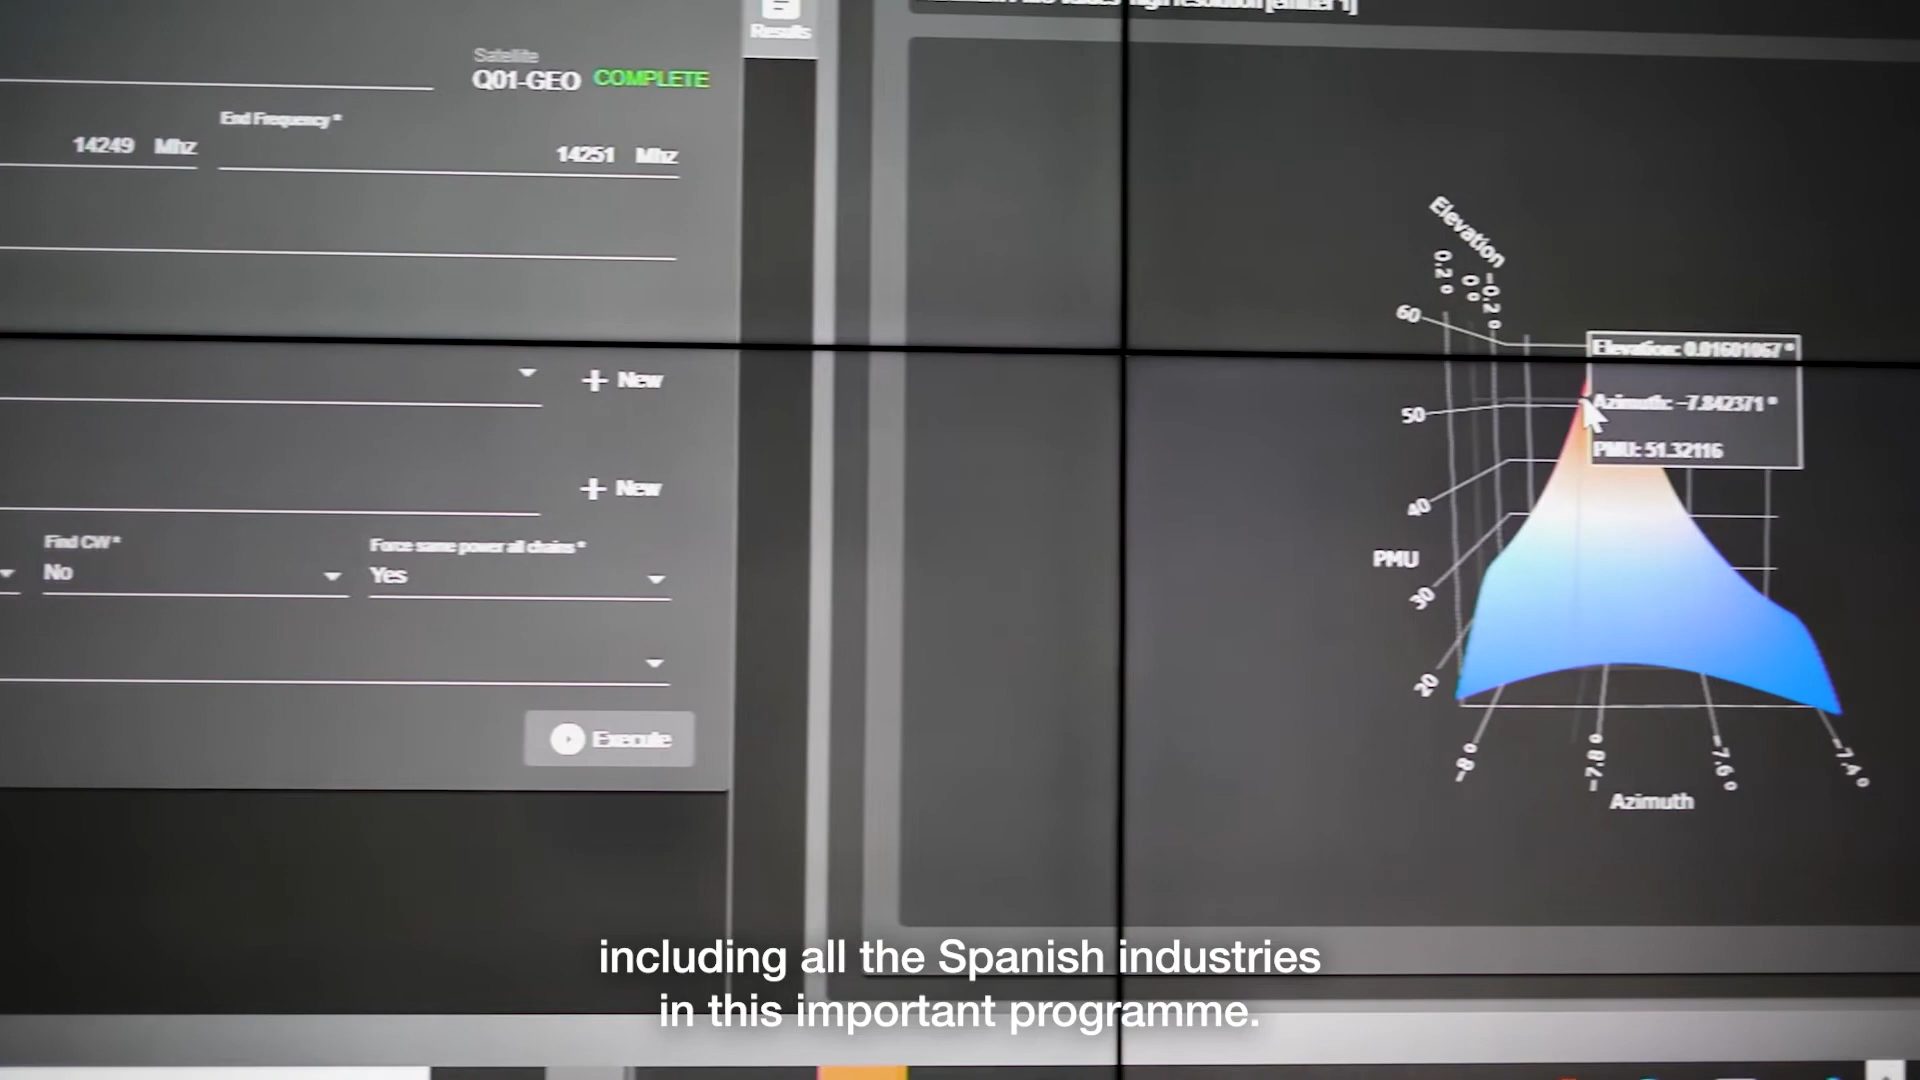 Results
Satellite
Q01-GEO COMPLETE
End Frequency *
14249 Mhz
14251 Mhz
+ New
+ New
Find CW *
No
Force same power all chains *
Yes
Execute
Elevation
0.2 °
0 °
−0.2 °
60
50
40
30
20
PMU
Elevation: 0.01601067 °
Azimuth: −7.842371 °
PMU: 51.32116
−8 °
−7.8 °
−7.6 °
−7.4 °
Azimuth
including all the Spanish industries
in this important programme.